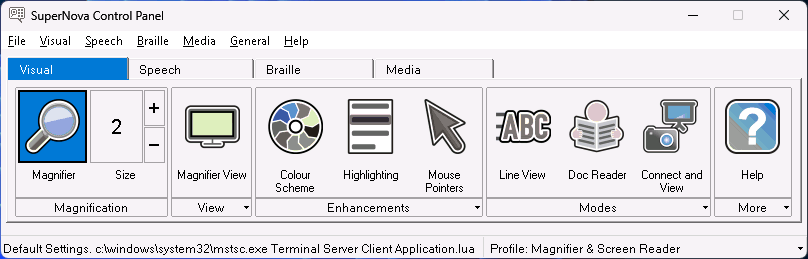 SuperNova Control Panel
File Visual Speech Braille Media General Help
Visual Speech Braille Media
2 + −
Magnifier Size Magnifier View Colour Scheme Highlighting Mouse Pointers Line View Doc Reader Connect and View Help
ABC ?
Magnification View Enhancements Modes More
Default Settings. c:\windows\system32\mstsc.exe Terminal Server Client Application.lua Profile: Magnifier & Screen Reader